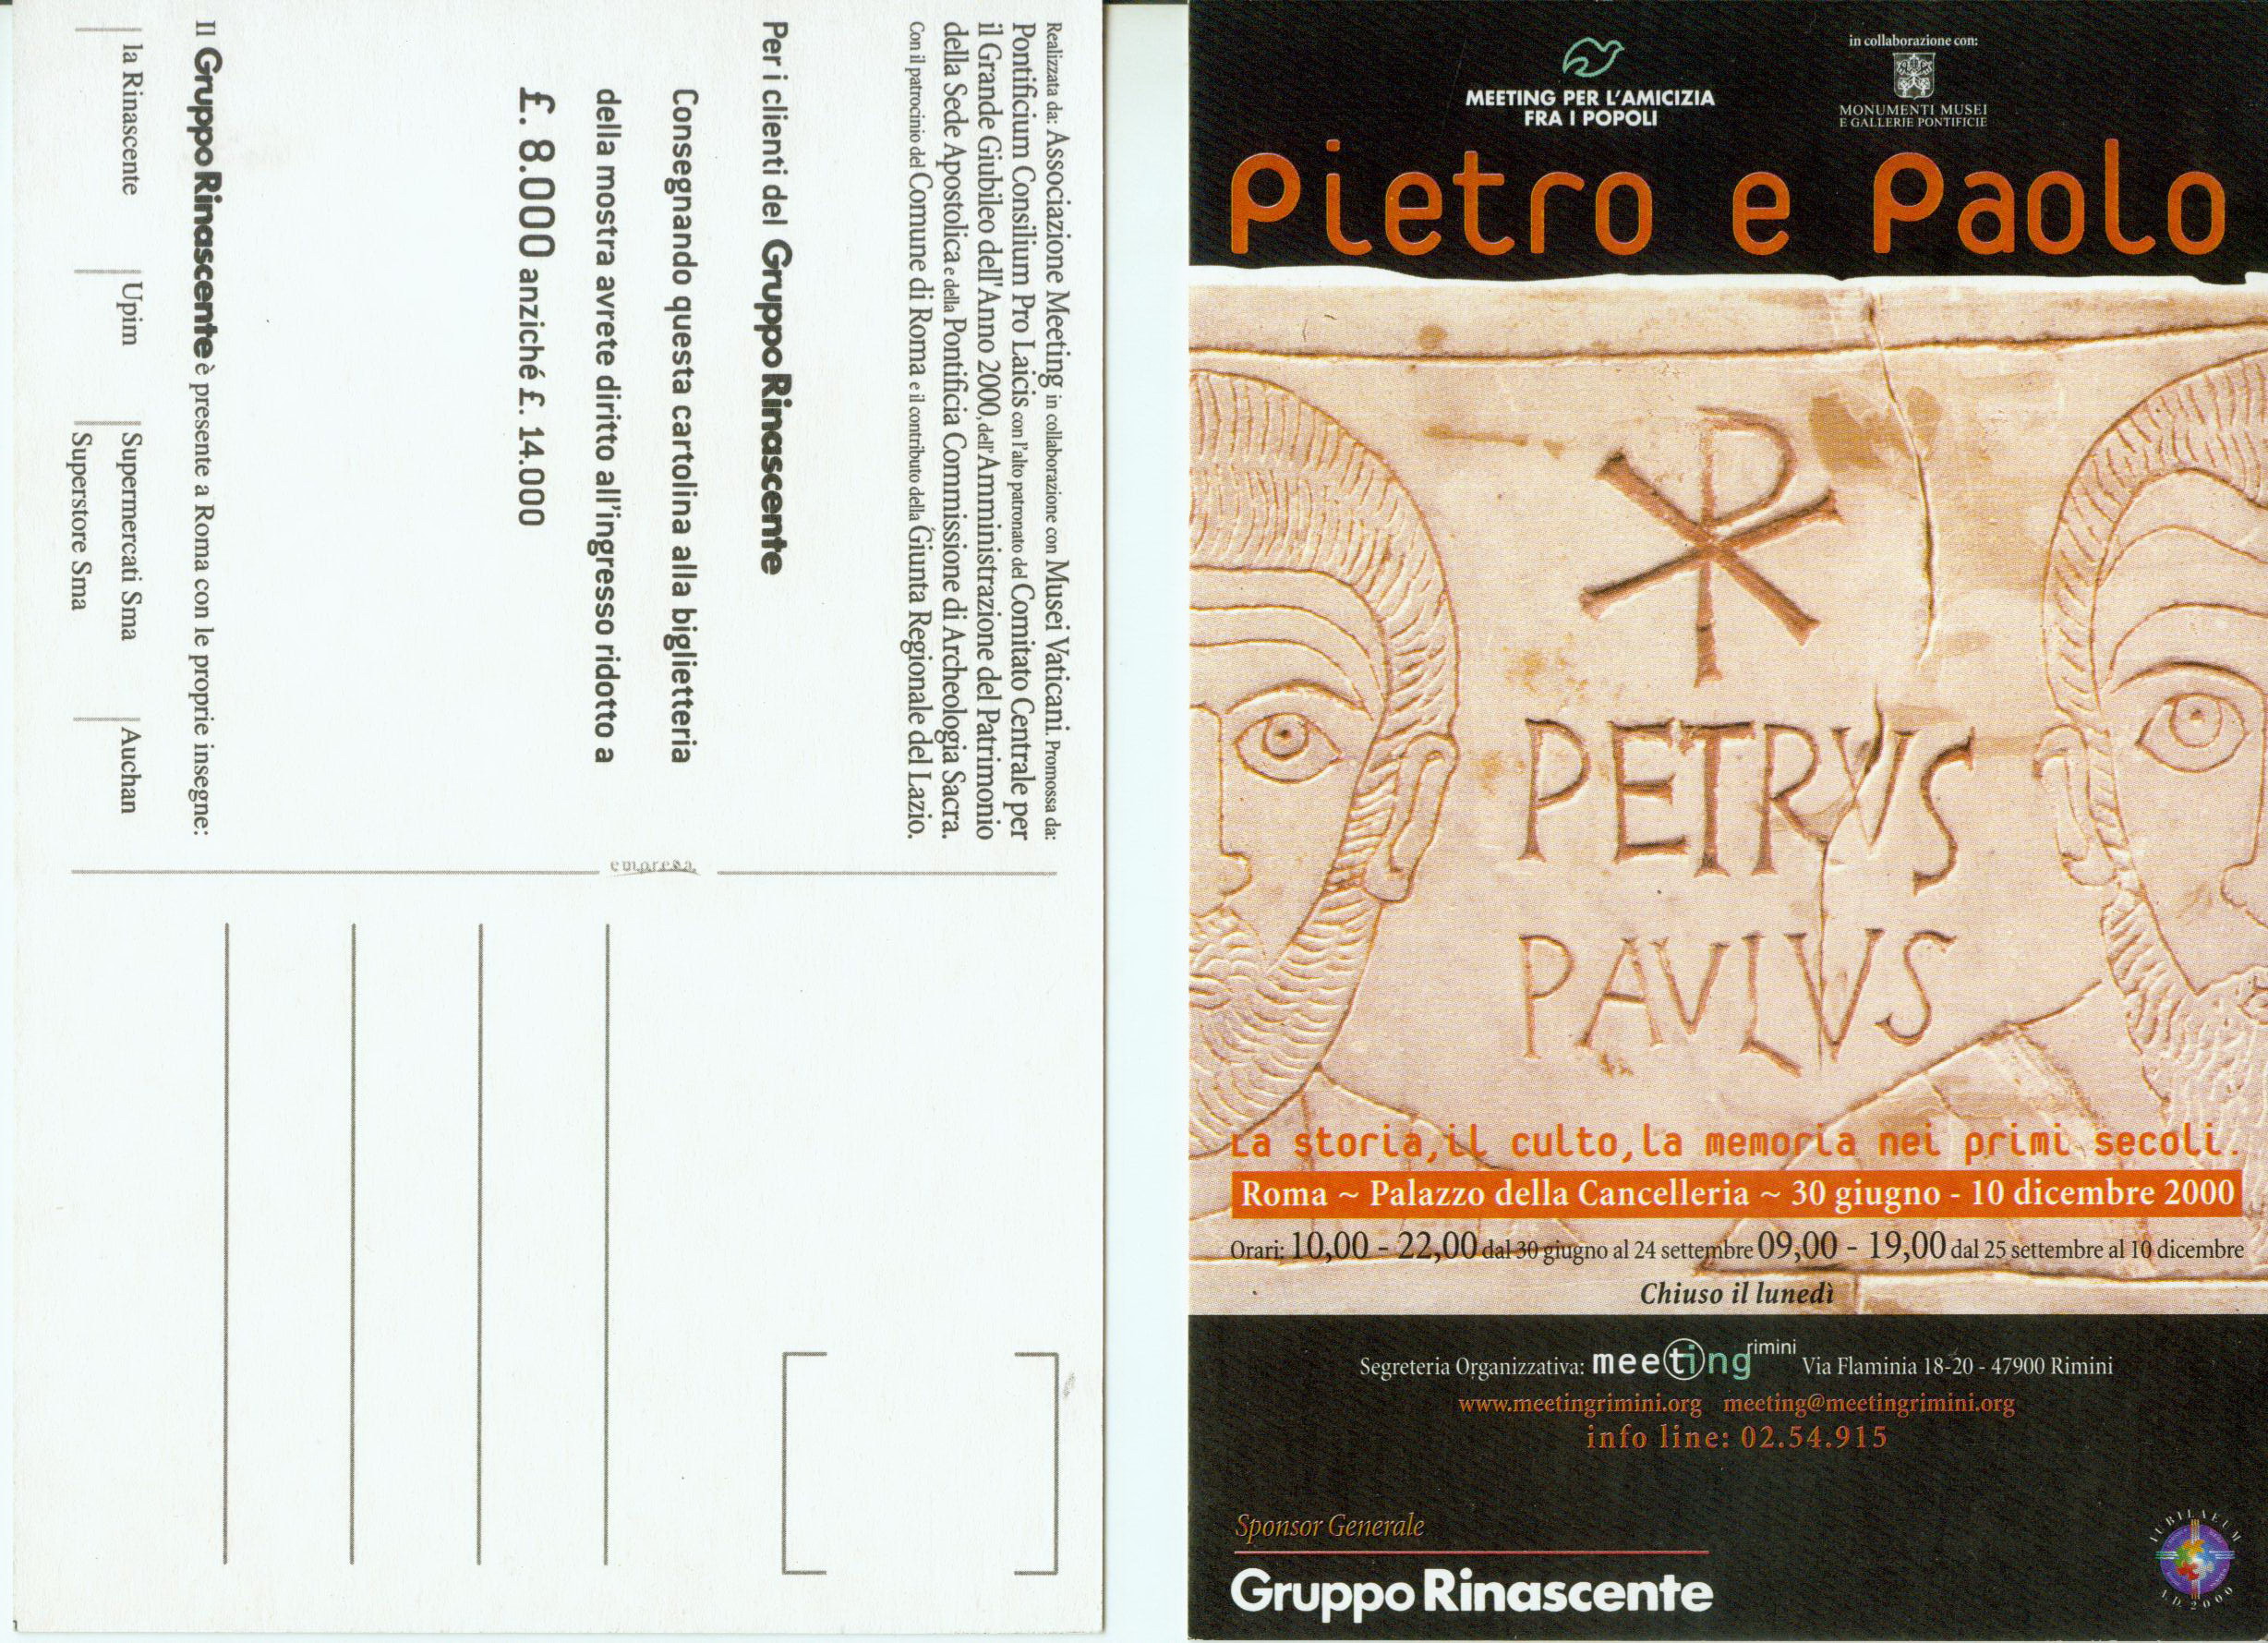 Realizzata da: Associazione Meeting in collaborazione con Musei Vaticani. Promossa da:
Pontificium Consilium Pro Laicis con l'alto patronato del Comitato Centrale per
il Grande Giubileo dell'Anno 2000, dell'Amministrazione del Patrimonio
della Sede Apostolica e della Pontificia Commissione di Archeologia Sacra.
Con il patrocinio del Comune di Roma e il contributo della Giunta Regionale del Lazio.
Per i clienti del Gruppo Rinascente
Consegnando questa cartolina alla biglietteria
della mostra avrete diritto all'ingresso ridotto a
£. 8.000 anziché £. 14.000
Il Gruppo Rinascente è presente a Roma con le proprie insegne:
la Rinascente Upim Supermercati Sma Auchan
Superstore Sma
empresa
in collaborazione con:
MEETING PER L'AMICIZIA
FRA I POPOLI
MONUMENTI MUSEI
E GALLERIE PONTIFICIE
Pietro e Paolo
PETRVS
PAVLVS
La storia, il culto, la memoria nei primi secoli.
Roma ~ Palazzo della Cancelleria ~ 30 giugno - 10 dicembre 2000
Orari: 10,00 - 22,00 dal 30 giugno al 24 settembre 09,00 - 19,00 dal 25 settembre al 10 dicembre
Chiuso il lunedì
Segreteria Organizzativa: meeting rimini Via Flaminia 18-20 - 47900 Rimini
www.meetingrimini.org meeting@meetingrimini.org
info line: 02.54.915
Sponsor Generale
Gruppo Rinascente
IUBILAEUM
A.D. 2000